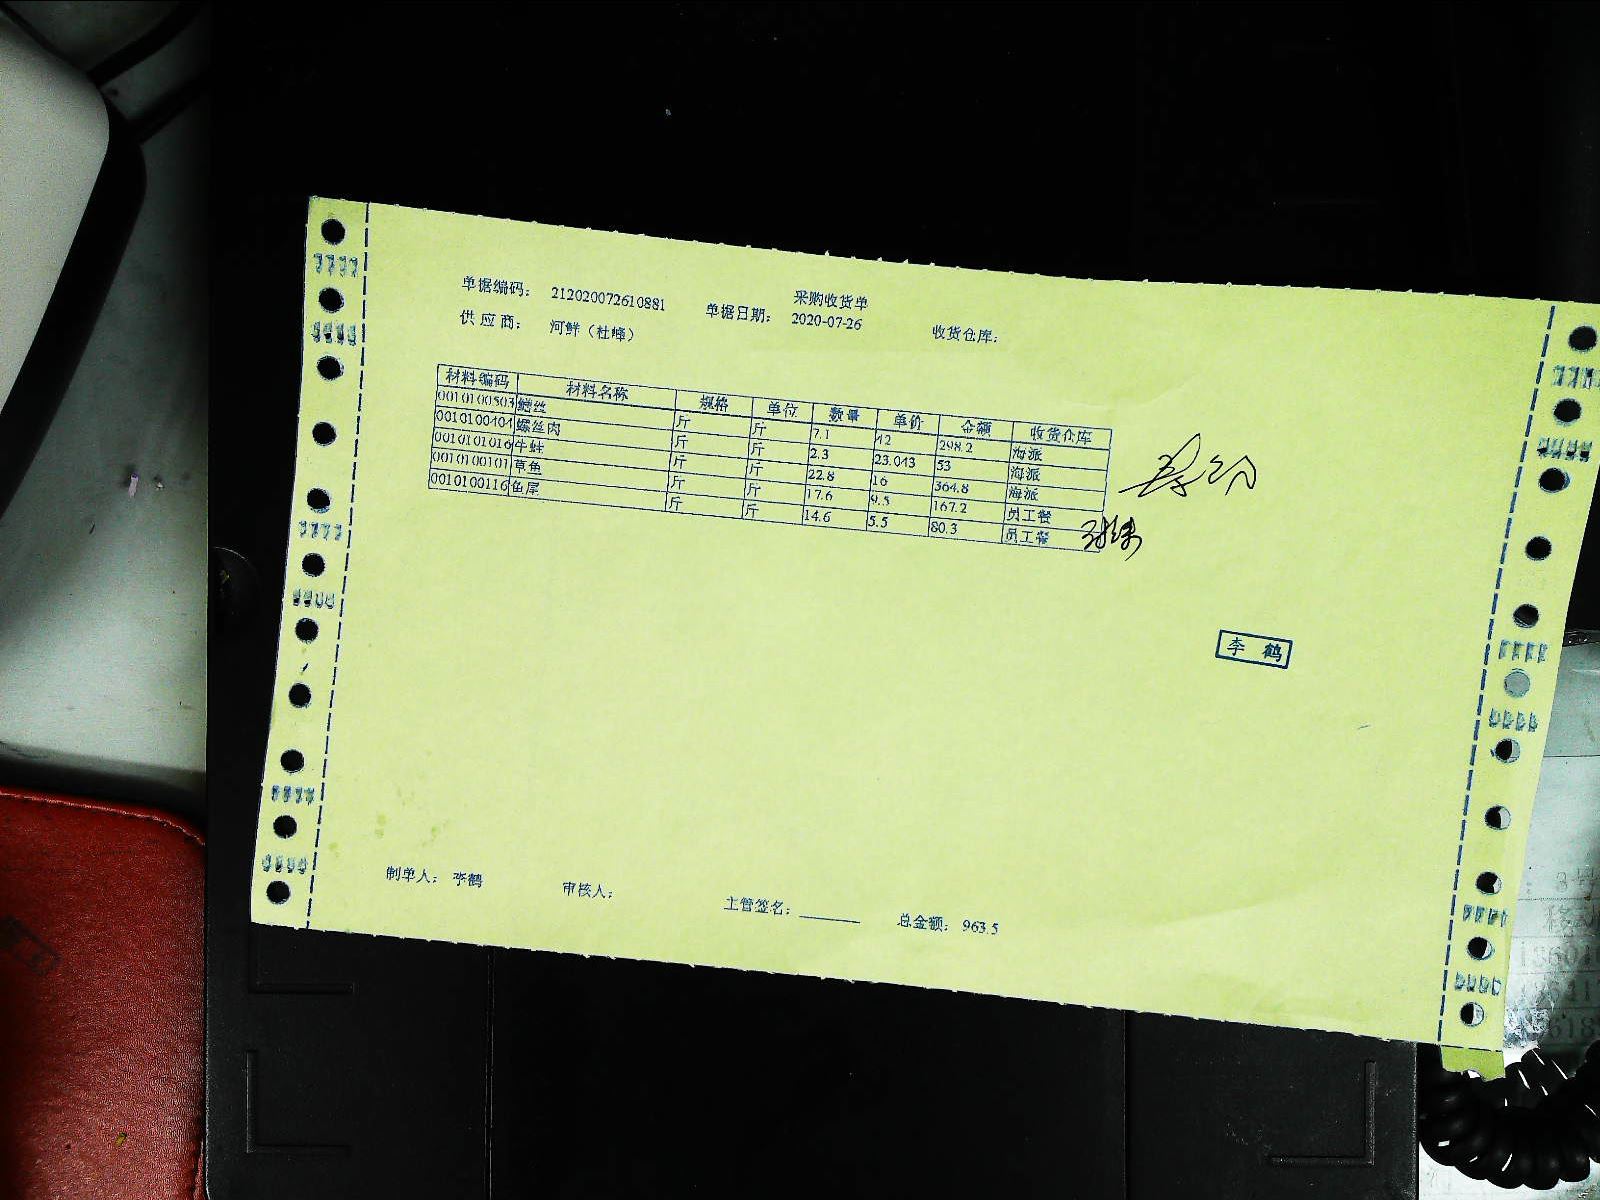 采购收货单
单据编码: 212020072610881 单据日期: 2020-07-26 收货仓库:
供应商: 河鲜（杜峰）
材料编码 材料名称 规格 单位 数量 单价 金额 收货仓库
0010100503 鳝丝 斤 斤 7.1 42 298.2 海派
0010100404 螺丝肉 斤 斤 2.3 23.043 53 海派
0010101016 牛蛙 斤 斤 22.8 16 364.8 海派
0010100101 草鱼 斤 斤 17.6 9.5 167.2 员工餐
0010100116 鱼尾 斤 斤 14.6 5.5 80.3 员工餐
李 鹤
制单人: 李鹤 审核人: 主管签名: 总金额: 963.5